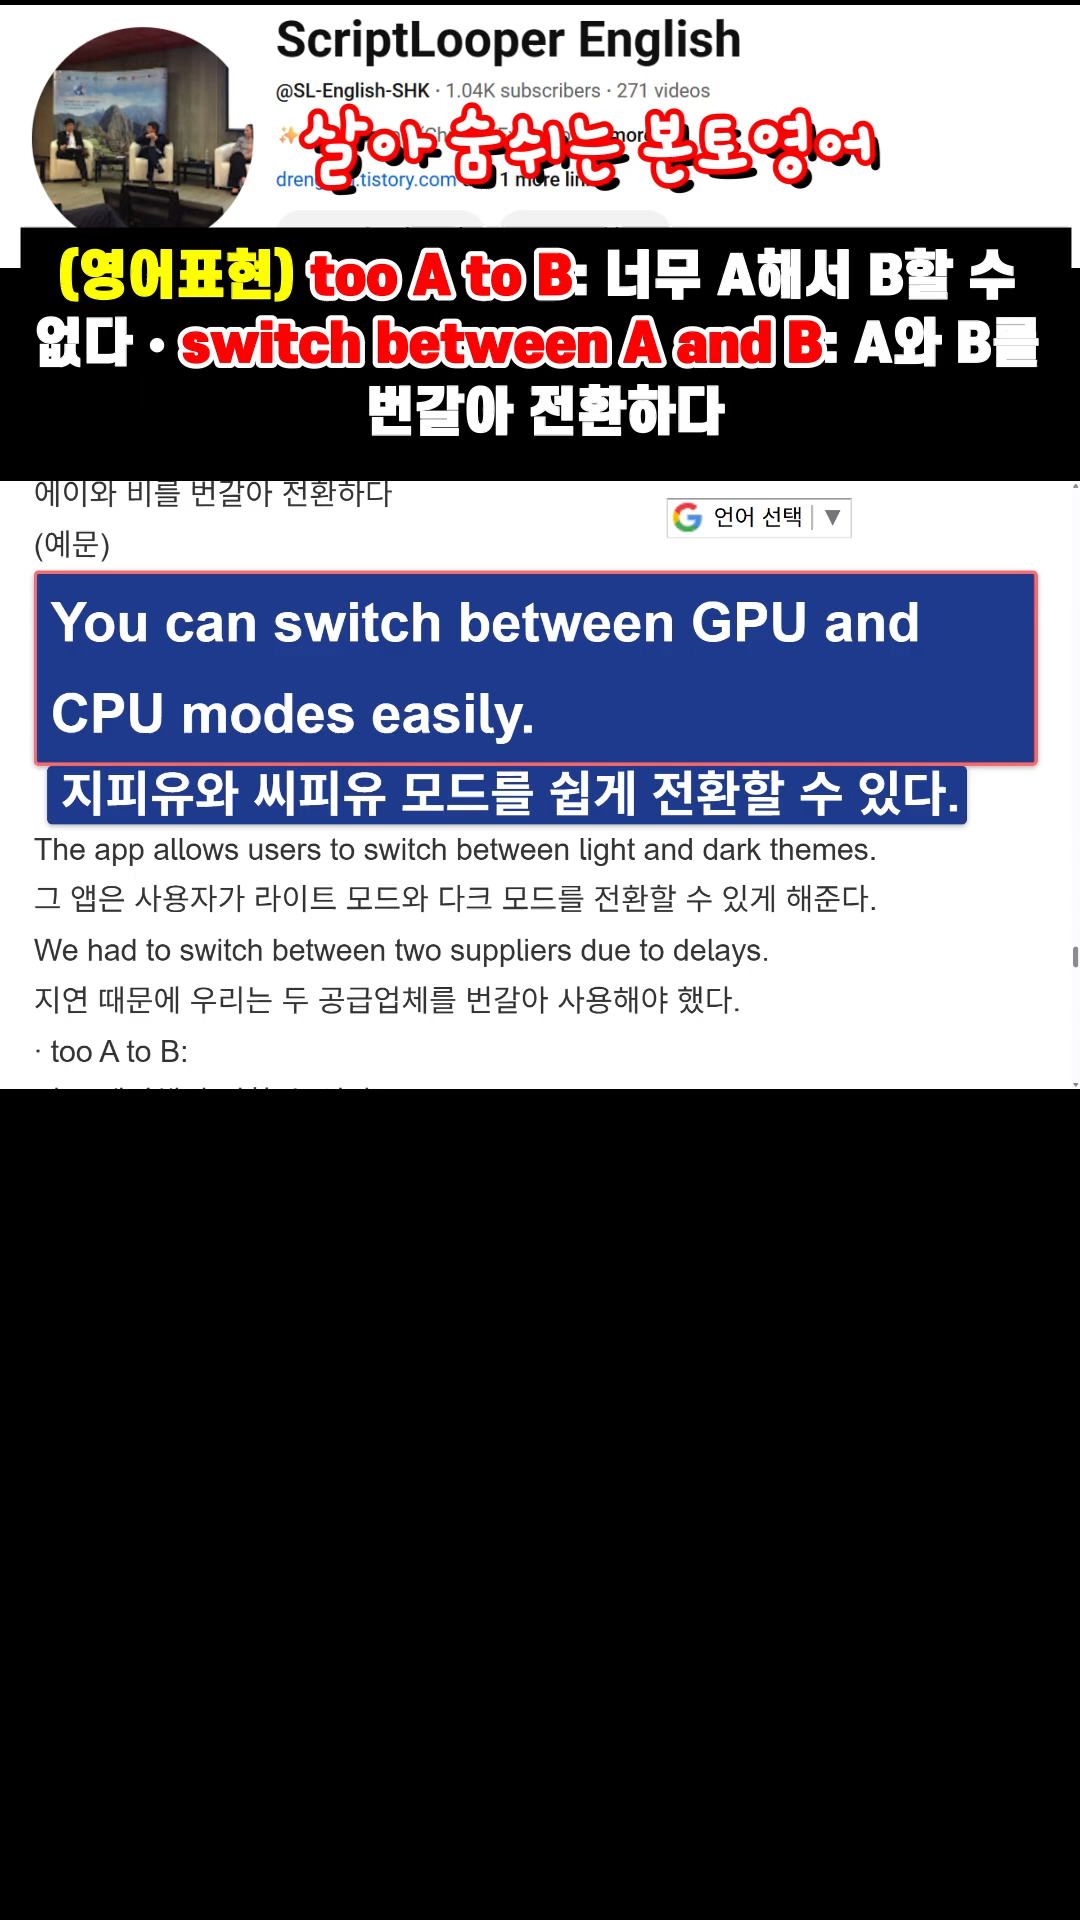 ScriptLooper English
@SL-English-SHK · 1.04K subscribers · 271 videos
살아 숨쉬는 본토영어
1 more
(영어표현) too A to B: 너무 A해서 B할 수
없다 • switch between A and B: A와 B를
번갈아 전환하다
에이와 비를 번갈아 전환하다
언어 선택 ▼
(예문)
You can switch between GPU and
CPU modes easily.
지피유와 씨피유 모드를 쉽게 전환할 수 있다.
The app allows users to switch between light and dark themes.
그 앱은 사용자가 라이트 모드와 다크 모드를 전환할 수 있게 해준다.
We had to switch between two suppliers due to delays.
지연 때문에 우리는 두 공급업체를 번갈아 사용해야 했다.
· too A to B: